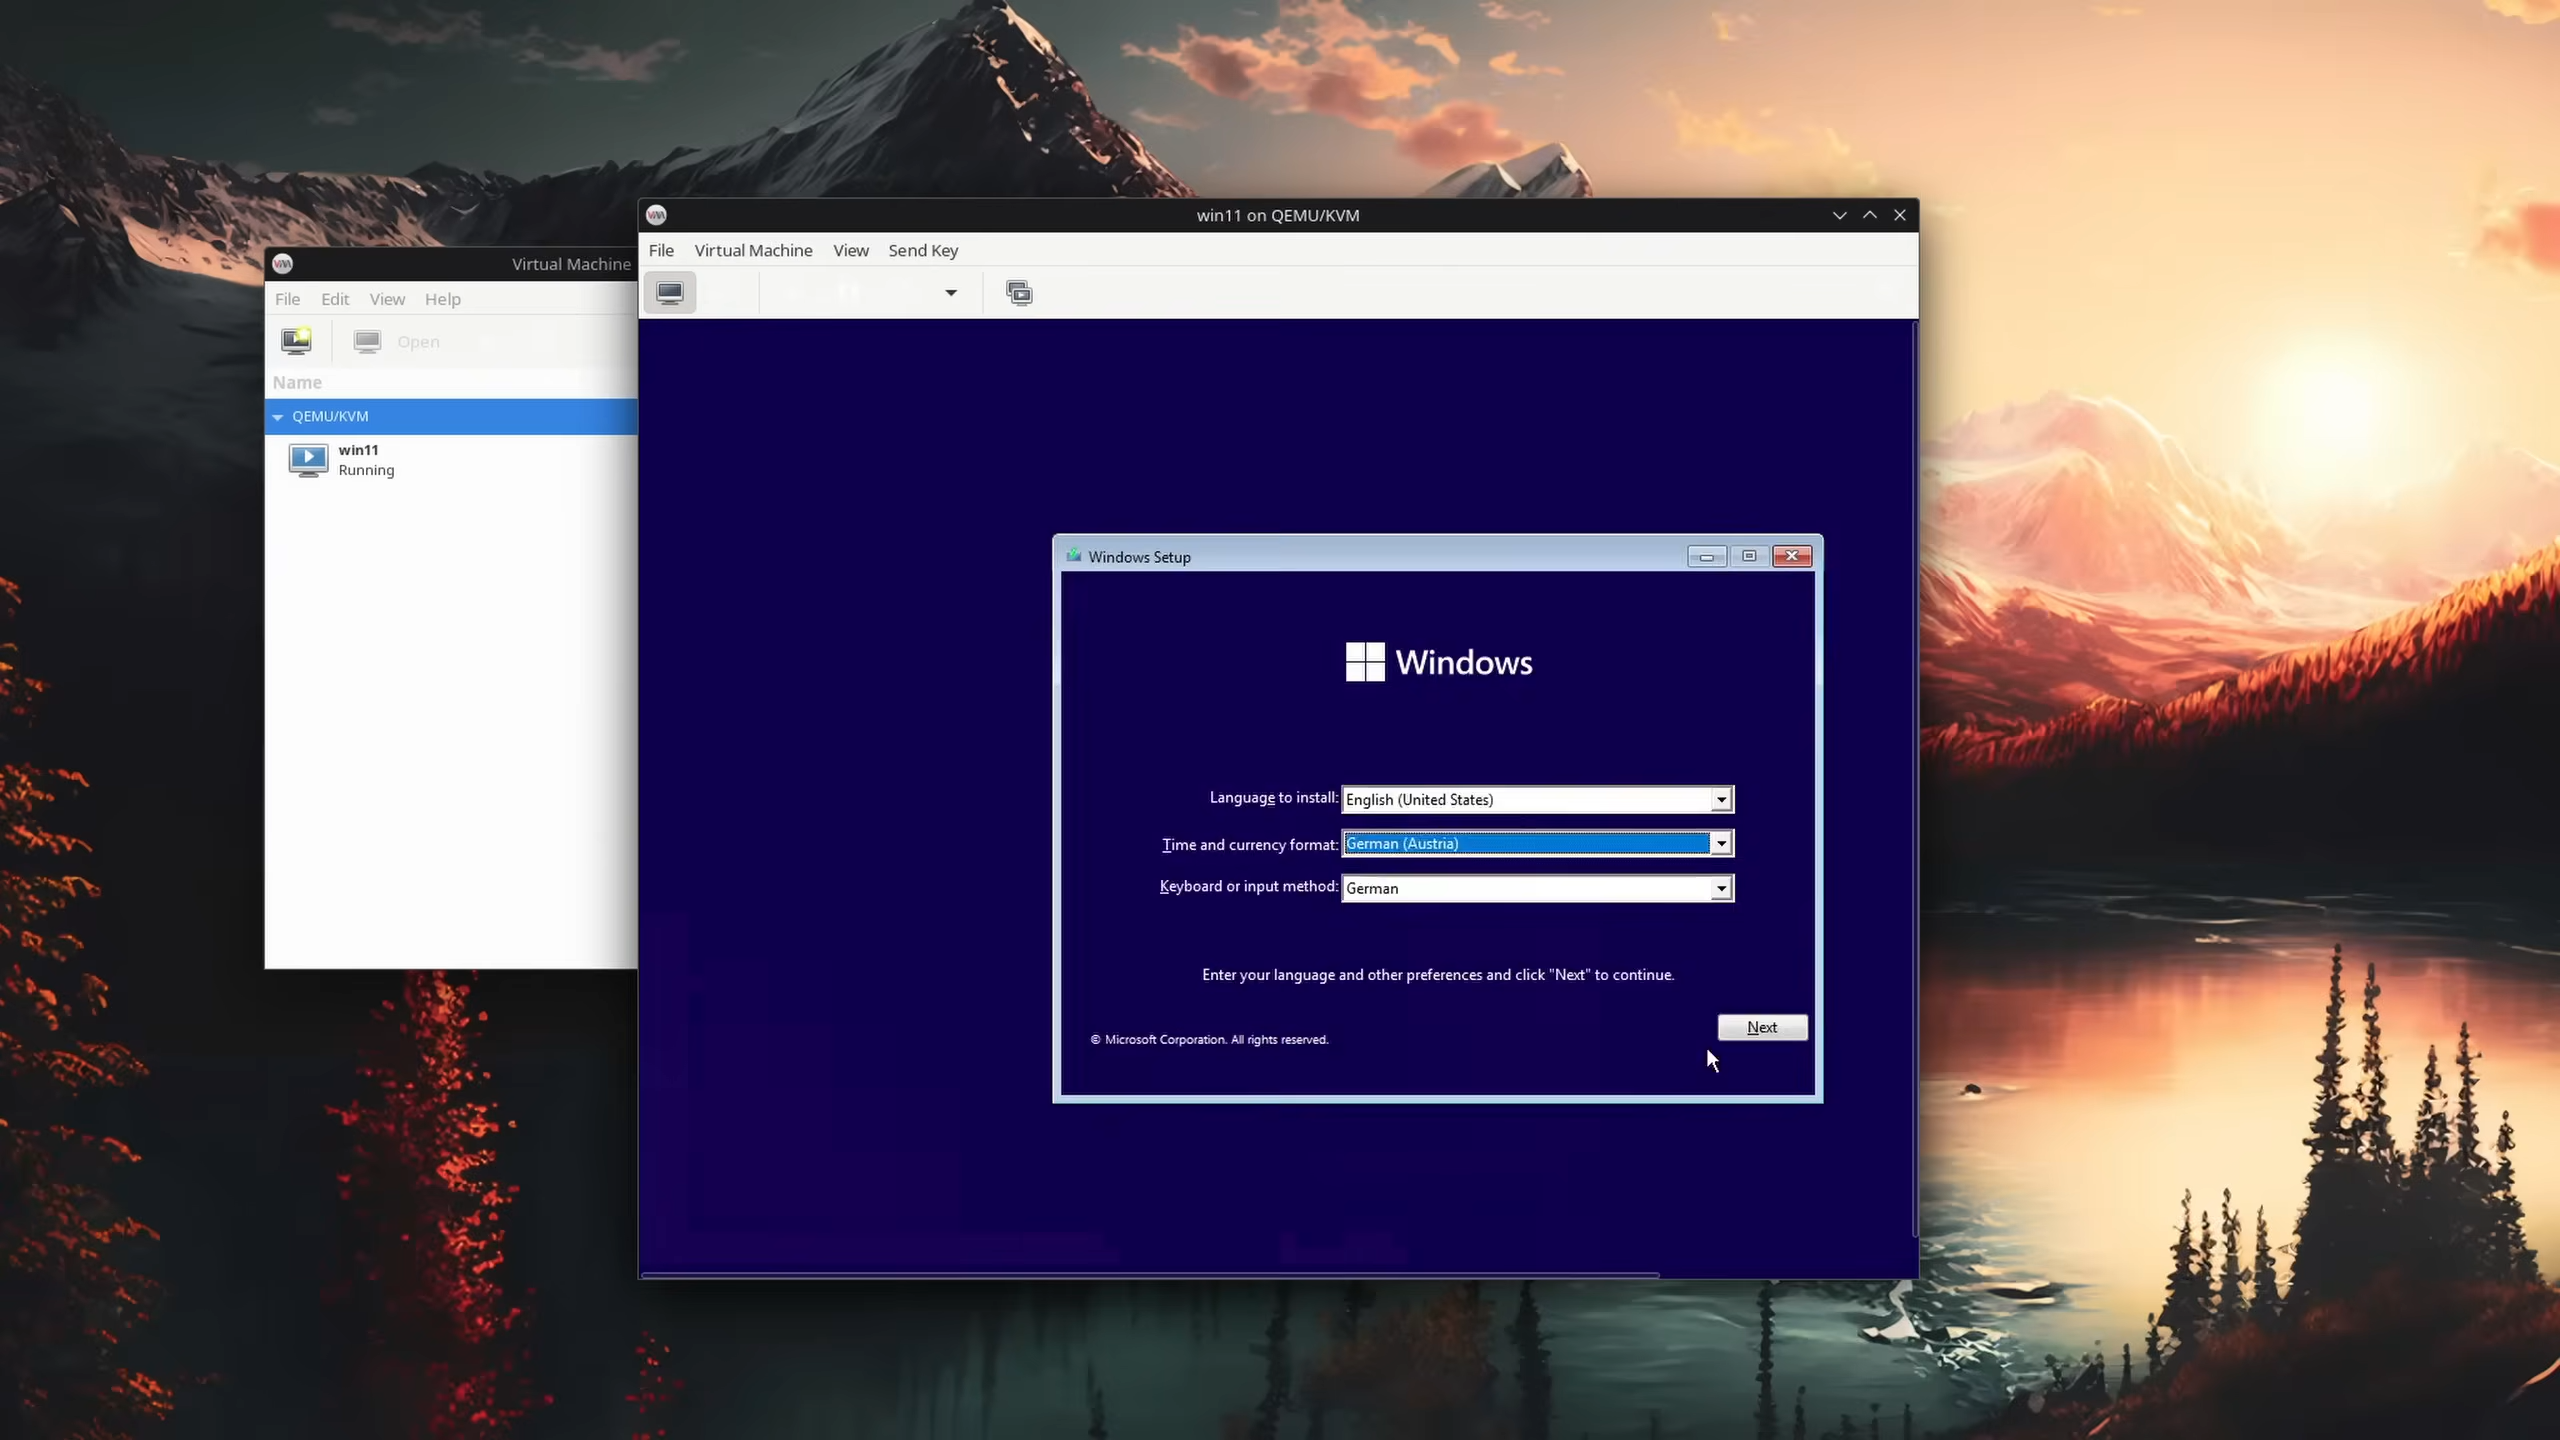 win11 on QEMU/KVM
File Virtual Machine View Send Key
Virtual Machine
File Edit View Help
Open
Name
QEMU/KVM
win11
Running
Windows Setup
Windows
Language to install: English (United States)
Time and currency format: German (Austria)
Keyboard or input method: German
Enter your language and other preferences and click "Next" to continue.
Next
© Microsoft Corporation. All rights reserved.